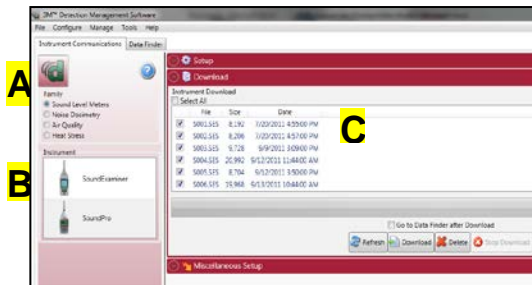 3M™ Detection Management Software
File Configure Manage Tools Help
Instrument Communications Data Finder
A
Family
Sound Level Meters
Noise Dosimetry
Air Quality
Heat Stress
B
Instrument
SoundExaminer
SoundPro
Setup
Download
Instrument Download
Select All
File Size Date
C
S001.SES 8,192 7/20/2011 4:55:00 PM
S002.SES 8,206 7/20/2011 4:57:00 PM
S003.SES 9,728 9/9/2011 3:09:00 PM
S004.SES 20,992 9/12/2011 11:44:00 AM
S005.SES 8,704 9/12/2011 3:50:00 PM
S006.SES 19,968 9/13/2011 10:44:00 AM
Go to Data Finder after Download
Refresh Download Delete Stop Download
Miscellaneous Setup